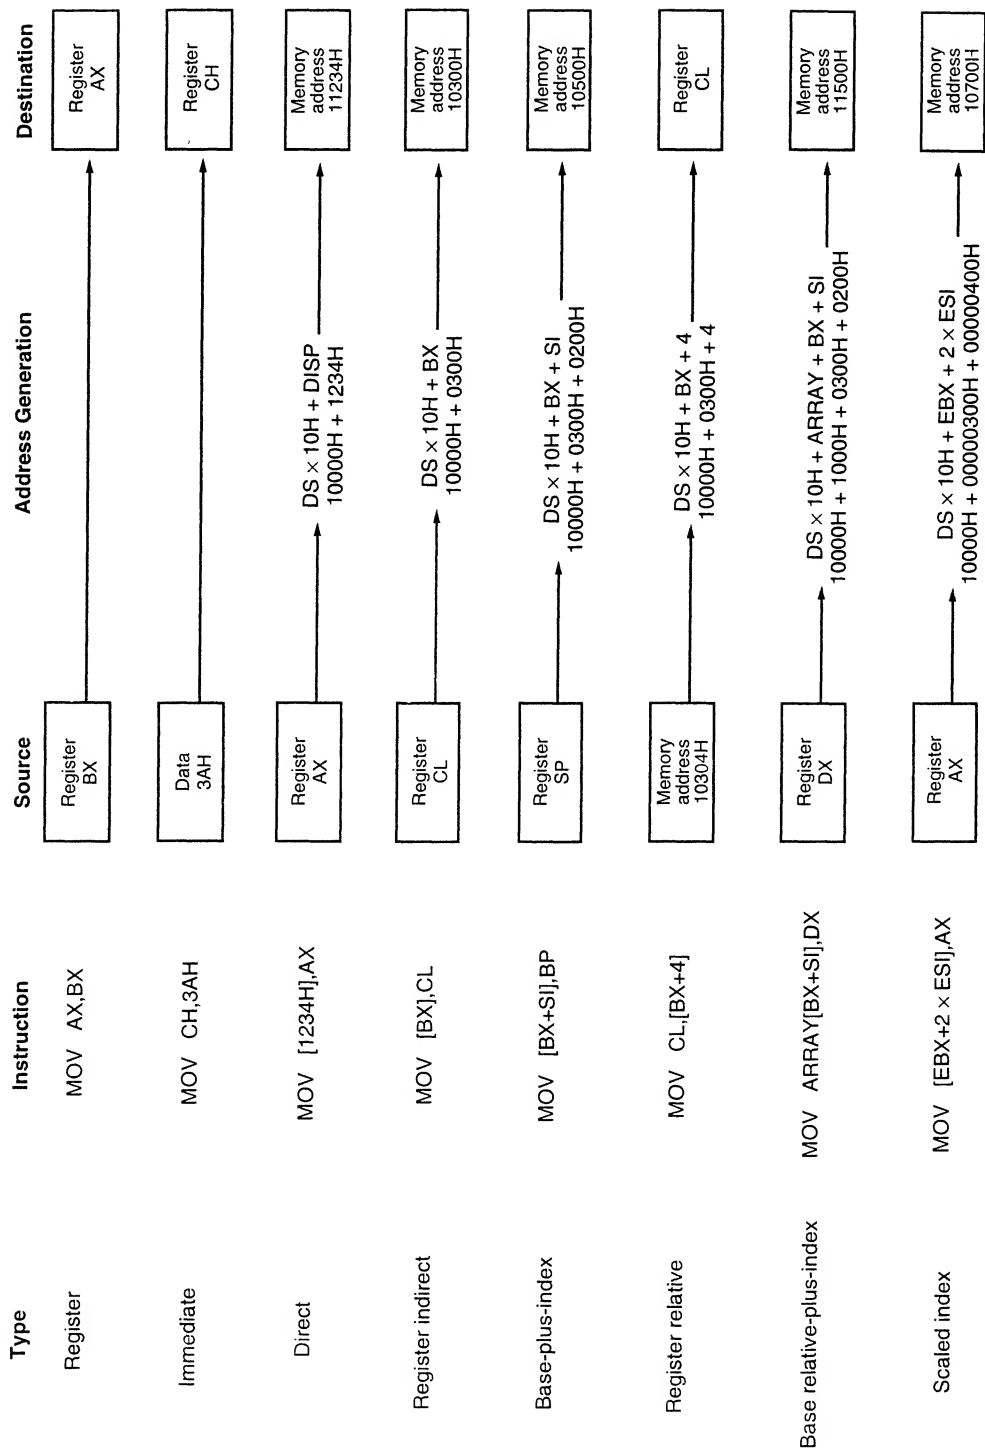 Type Instruction Source Address Generation Destination
Register MOV AX,BX Register BX Register AX
Immediate MOV CH,3AH Data 3AH Register CH
Direct MOV [1234H],AX Register AX DS × 10H + DISP 10000H + 1234H Memory address 11234H
Register indirect MOV [BX],CL Register CL DS × 10H + BX 10000H + 0300H Memory address 10300H
Base-plus-index MOV [BX+SI],BP Register SP DS × 10H + BX + SI 10000H + 0300H + 0200H Memory address 10500H
Register relative MOV CL,[BX+4] Memory address 10304H DS × 10H + BX + 4 10000H + 0300H + 4 Register CL
Base relative-plus-index MOV ARRAY[BX+SI],DX Register DX DS × 10H + ARRAY + BX + SI 10000H + 1000H + 0300H + 0200H Memory address 11500H
Scaled index MOV [EBX+2 × ESI],AX Register AX DS × 10H + EBX + 2 × ESI 10000H + 00000300H + 00000400H Memory address 10700H